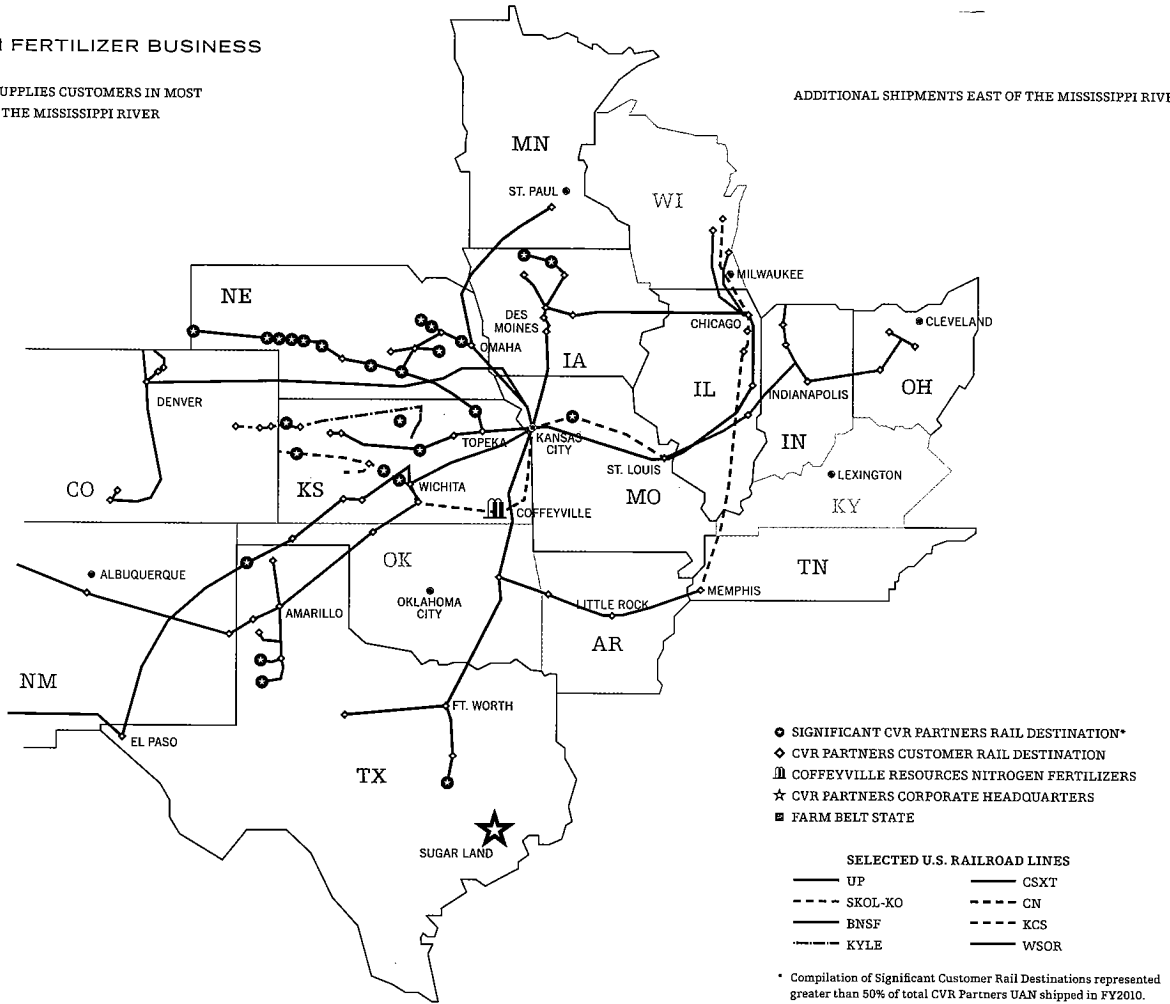 FERTILIZER BUSINESS
UPPLIES CUSTOMERS IN MOST
THE MISSISSIPPI RIVER
ADDITIONAL SHIPMENTS EAST OF THE MISSISSIPPI RIVE
MN
ST. PAUL
WI
MILWAUKEE
NE
DES
MOINES
CHICAGO
CLEVELAND
OMAHA
IA
IL
OH
DENVER
INDIANAPOLIS
TOPEKA
KANSAS
CITY
IN
ST. LOUIS
LEXINGTON
CO
KS
WICHITA
MO
KY
COFFEYVILLE
OK
TN
ALBUQUERQUE
MEMPHIS
OKLAHOMA
CITY
AMARILLO
LITTLE ROCK
AR
NM
FT. WORTH
EL PASO
TX
SUGAR LAND
SIGNIFICANT CVR PARTNERS RAIL DESTINATION*
CVR PARTNERS CUSTOMER RAIL DESTINATION
COFFEYVILLE RESOURCES NITROGEN FERTILIZERS
CVR PARTNERS CORPORATE HEADQUARTERS
FARM BELT STATE
SELECTED U.S. RAILROAD LINES
UP
CSXT
SKOL-KO
CN
BNSF
KCS
KYLE
WSOR
* Compilation of Significant Customer Rail Destinations represented
greater than 50% of total CVR Partners UAN shipped in FY2010.